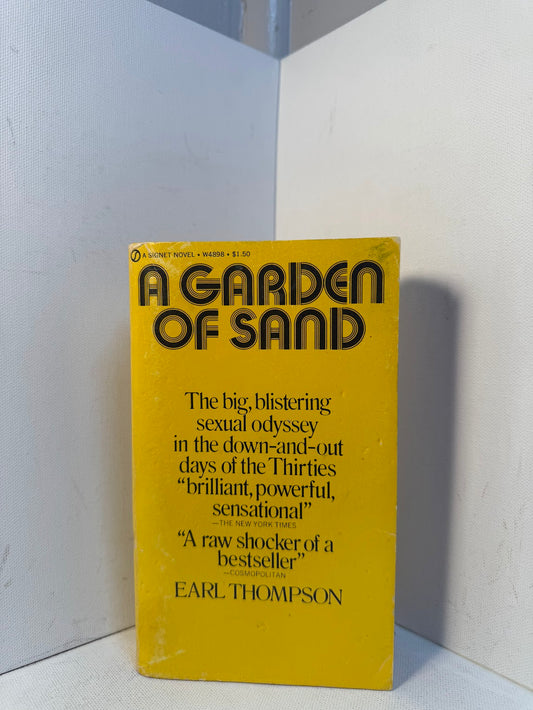 A SIGNET NOVEL • W4898 • $1.50
A GARDEN
OF SAND
The big, blistering
sexual odyssey
in the down-and-out
days of the Thirties
“brilliant, powerful,
sensational”
—THE NEW YORK TIMES
“A raw shocker of a
bestseller”
—COSMOPOLITAN
EARL THOMPSON